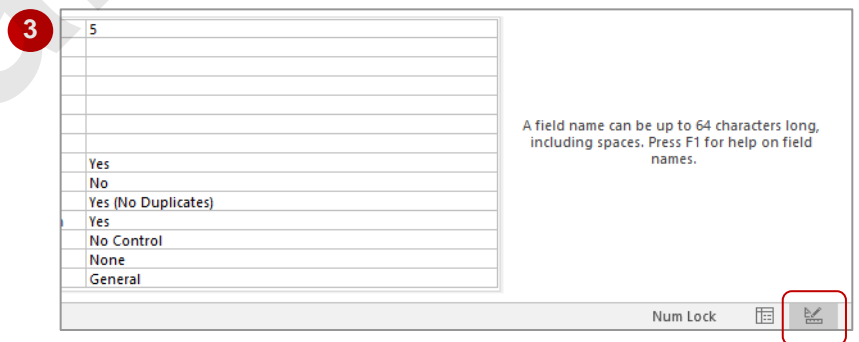 3
5
A field name can be up to 64 characters long,
including spaces. Press F1 for help on field
names.
Yes
No
Yes (No Duplicates)
Yes
No Control
None
General
Num Lock